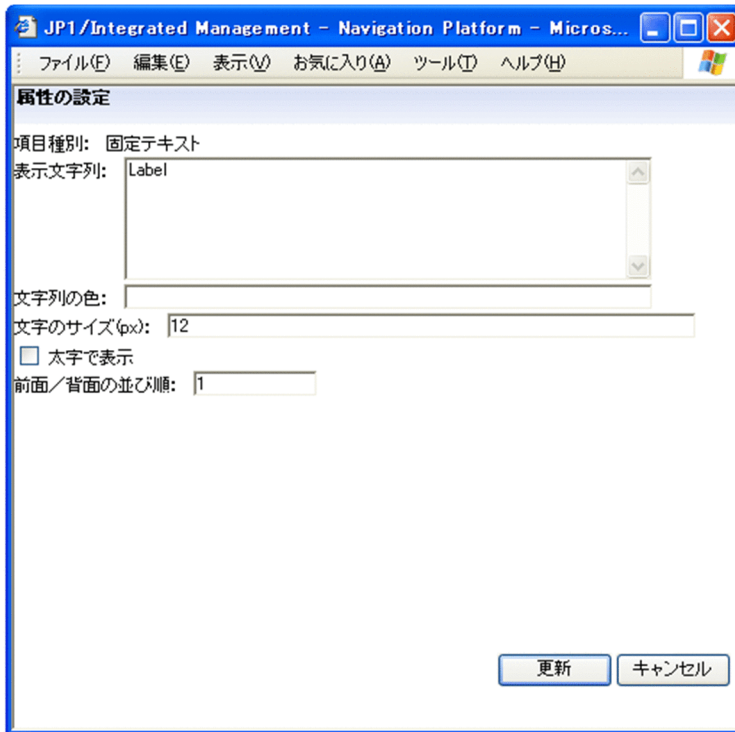 JP1/Integrated Management - Navigation Platform - Micros...
ファイル(F) 編集(E) 表示(V) お気に入り(A) ツール(T) ヘルプ(H)
属性の設定
項目種別: 固定テキスト
表示文字列: Label
文字列の色:
文字のサイズ(px): 12
太字で表示
前面／背面の並び順: 1
更新 キャンセル